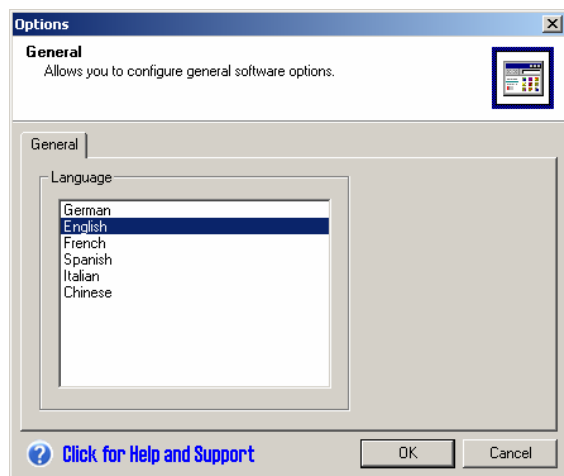 Options
General
Allows you to configure general software options.
General
Language
German
English
French
Spanish
Italian
Chinese
Click for Help and Support
OK
Cancel